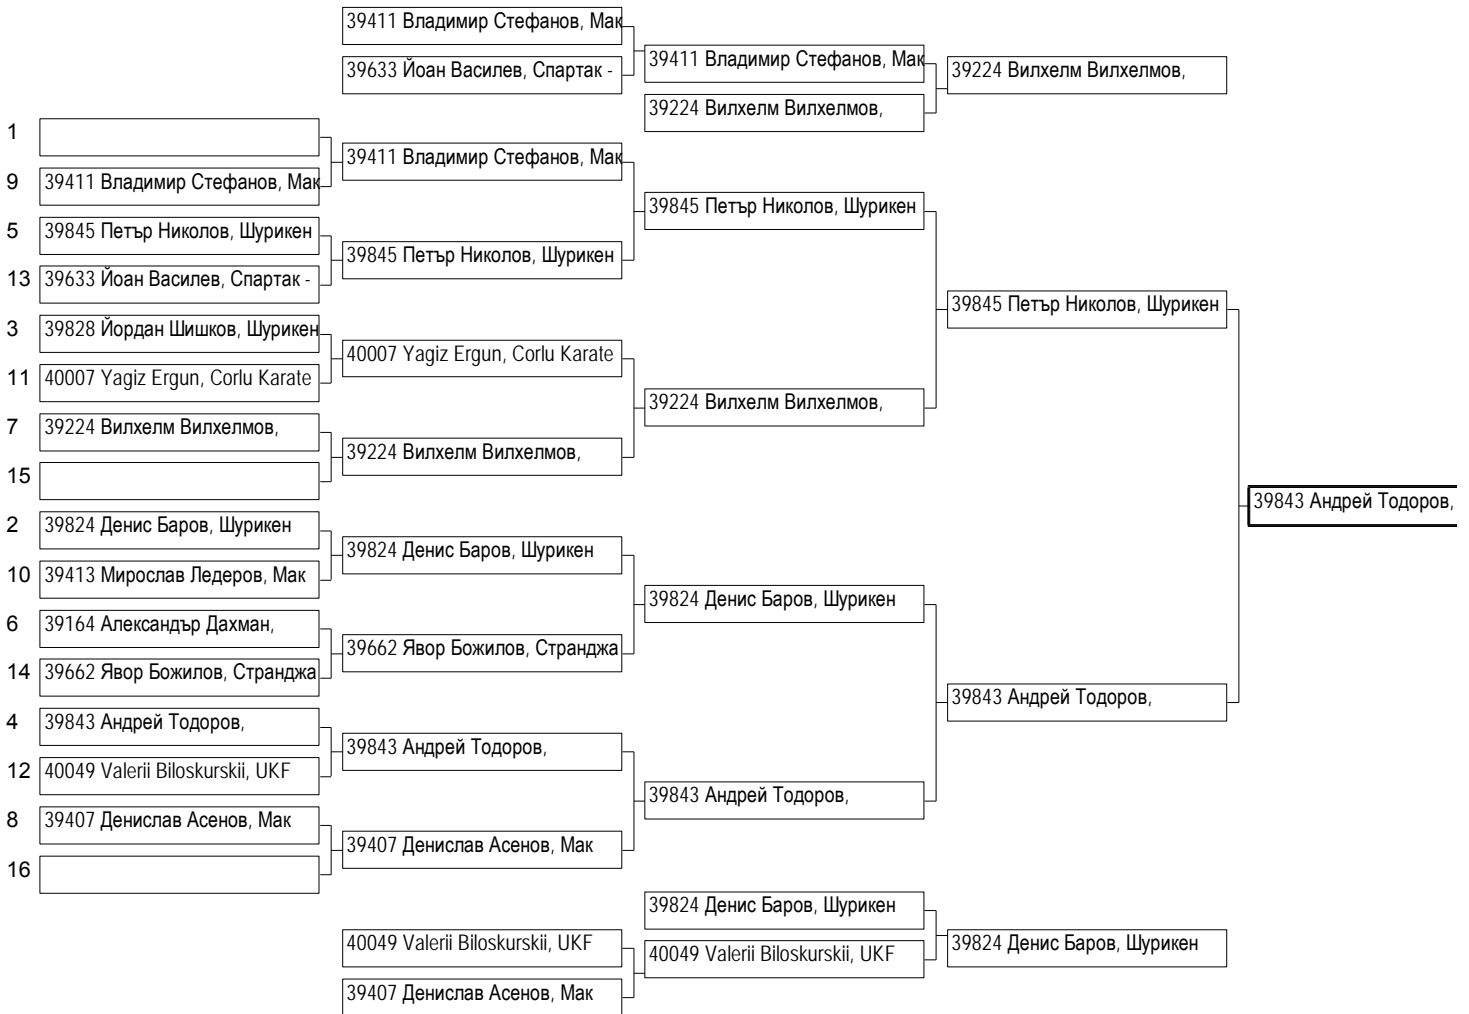 39411 Владимир Стефанов, Мак
39633 Йоан Василев, Спартак -
39411 Владимир Стефанов, Мак
39224 Вилхелм Вилхелмов,
39224 Вилхелм Вилхелмов,
1
9 39411 Владимир Стефанов, Мак
5 39845 Петър Николов, Шурикен
13 39633 Йоан Василев, Спартак -
3 39828 Йордан Шишков, Шурикен
11 40007 Yagiz Ergun, Corlu Karate
7 39224 Вилхелм Вилхелмов,
15
2 39824 Денис Баров, Шурикен
10 39413 Мирослав Ледеров, Мак
6 39164 Александър Дахман,
14 39662 Явор Божилов, Странджа
4 39843 Андрей Тодоров,
12 40049 Valerii Biloskurskii, UKF
8 39407 Денислав Асенов, Мак
16
39411 Владимир Стефанов, Мак
39845 Петър Николов, Шурикен
40007 Yagiz Ergun, Corlu Karate
39224 Вилхелм Вилхелмов,
39824 Денис Баров, Шурикен
39662 Явор Божилов, Странджа
39843 Андрей Тодоров,
39407 Денислав Асенов, Мак
39845 Петър Николов, Шурикен
39224 Вилхелм Вилхелмов,
39824 Денис Баров, Шурикен
39843 Андрей Тодоров,
39845 Петър Николов, Шурикен
39843 Андрей Тодоров,
39843 Андрей Тодоров,
40049 Valerii Biloskurskii, UKF
39407 Денислав Асенов, Мак
39824 Денис Баров, Шурикен
40049 Valerii Biloskurskii, UKF
39824 Денис Баров, Шурикен